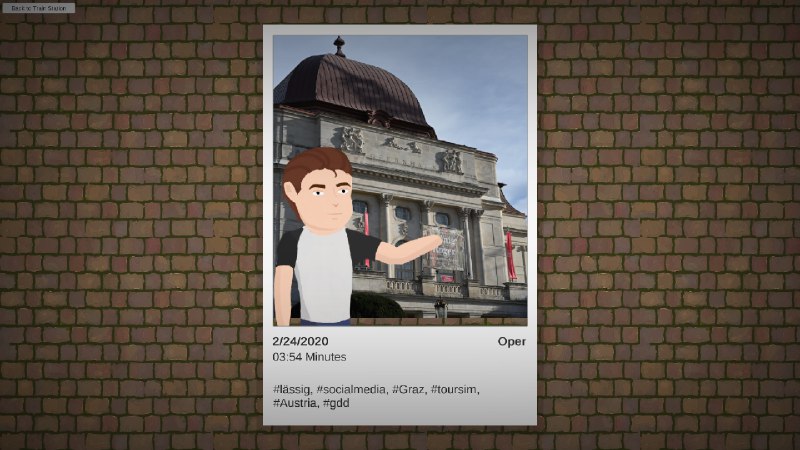 Back to Train Station
2/24/2020 Oper
03:54 Minutes
#lässig, #socialmedia, #Graz, #toursim,
#Austria, #gdd